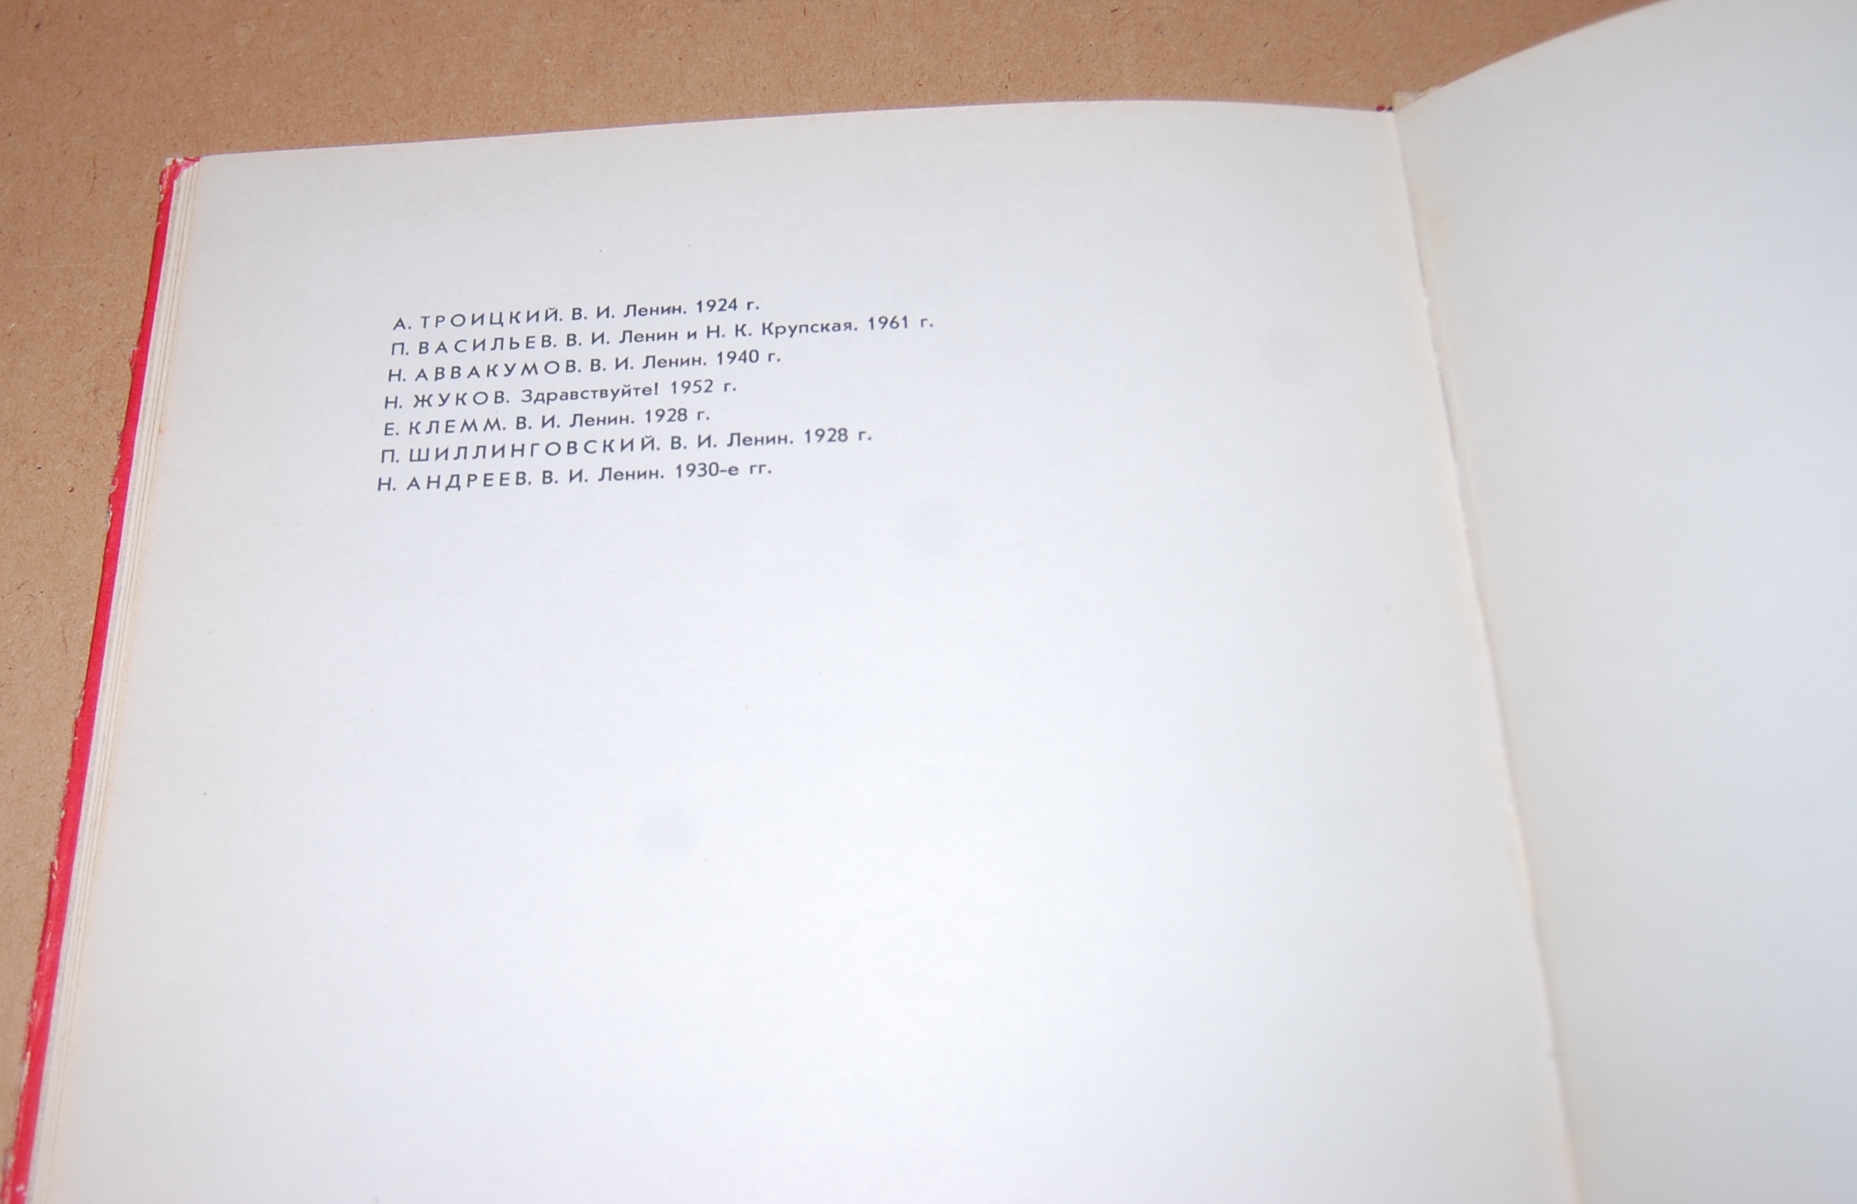 А. ТРОИЦКИЙ. В. И. Ленин. 1924 г.
П. ВАСИЛЬЕВ. В. И. Ленин и Н. К. Крупская. 1961 г.
Н. АВВАКУМОВ. В. И. Ленин. 1940 г.
Н. ЖУКОВ. Здравствуйте! 1952 г.
Е. КЛЕММ. В. И. Ленин. 1928 г.
П. ШИЛЛИНГОВСКИЙ. В. И. Ленин. 1928 г.
Н. АНДРЕЕВ. В. И. Ленин. 1930-е гг.